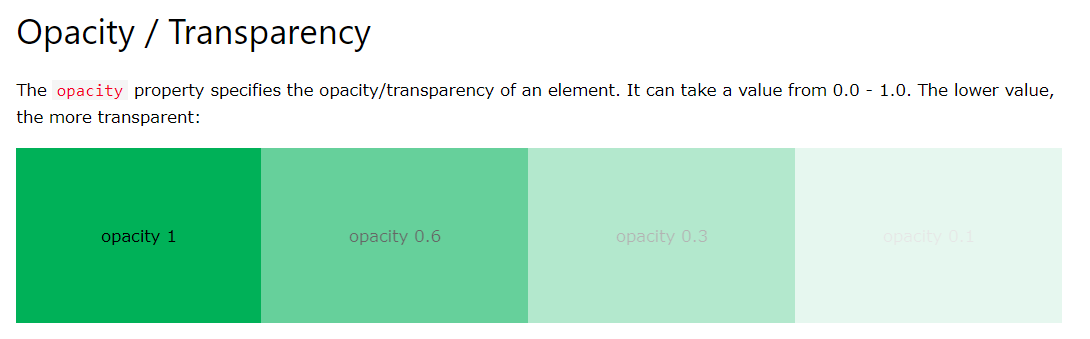 Opacity / Transparency
The opacity property specifies the opacity/transparency of an element. It can take a value from 0.0 - 1.0. The lower value,
the more transparent:
opacity 1
opacity 0.6
opacity 0.3
opacity 0.1